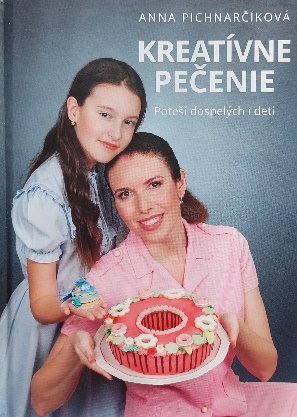 ANNA PICHNARČÍKOVÁ
KREATÍVNE
PEČENIE
Poteší dospelých i deti